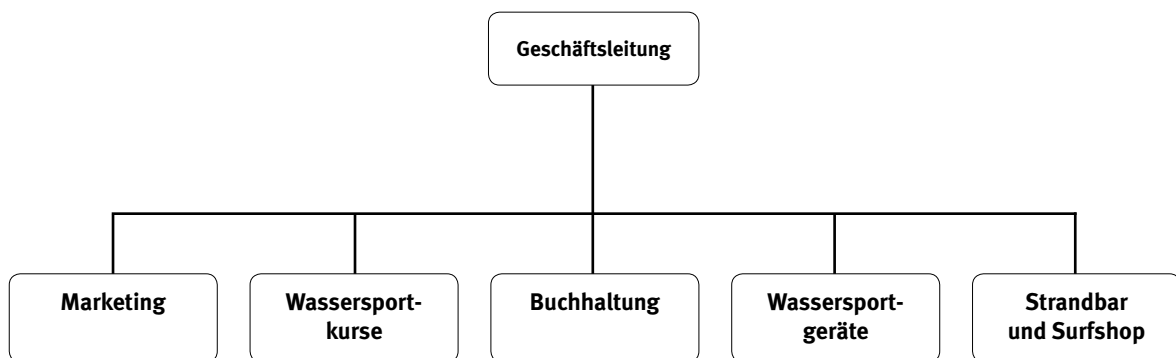 Geschäftsleitung
Marketing
Wassersport-
kurse
Buchhaltung
Wassersport-
geräte
Strandbar
und Surfshop